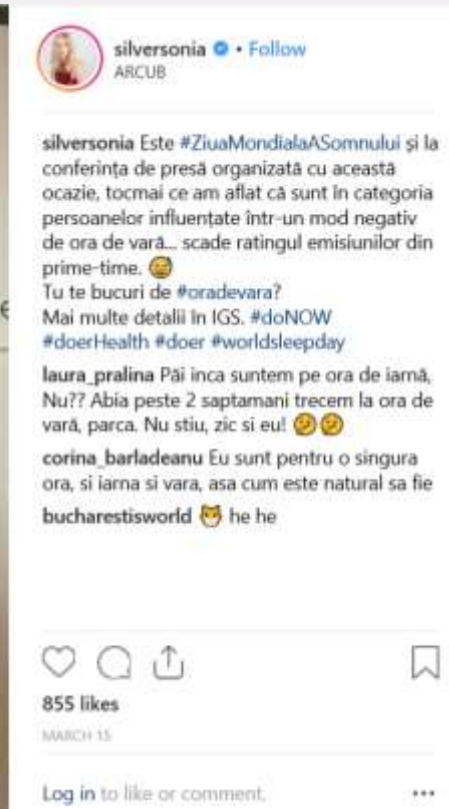 silversonia • Follow
ARCUB
silversonia Este #ZiuaMondialaASomnului și la
conferința de presă organizată cu această
ocazie, tocmai ce am aflat că sunt în categoria
persoanelor influențate într-un mod negativ
de ora de vară... scade ratingul emisiunilor din
prime-time. 😅
Tu te bucuri de #oradevara?
Mai multe detalii în IGS. #doNOW
#doerHealth #doer #worldsleepday
laura_pralina Păi inca suntem pe ora de iarnă,
Nu?? Abia peste 2 saptamani trecem la ora de
vară, parca. Nu stiu, zic si eu! 🤔🤔
corina_barladeanu Eu sunt pentru o singura
ora, si iarna si vara, asa cum este natural sa fie
bucharestisworld 🐱 he he
855 likes
MARCH 15
Log in to like or comment.